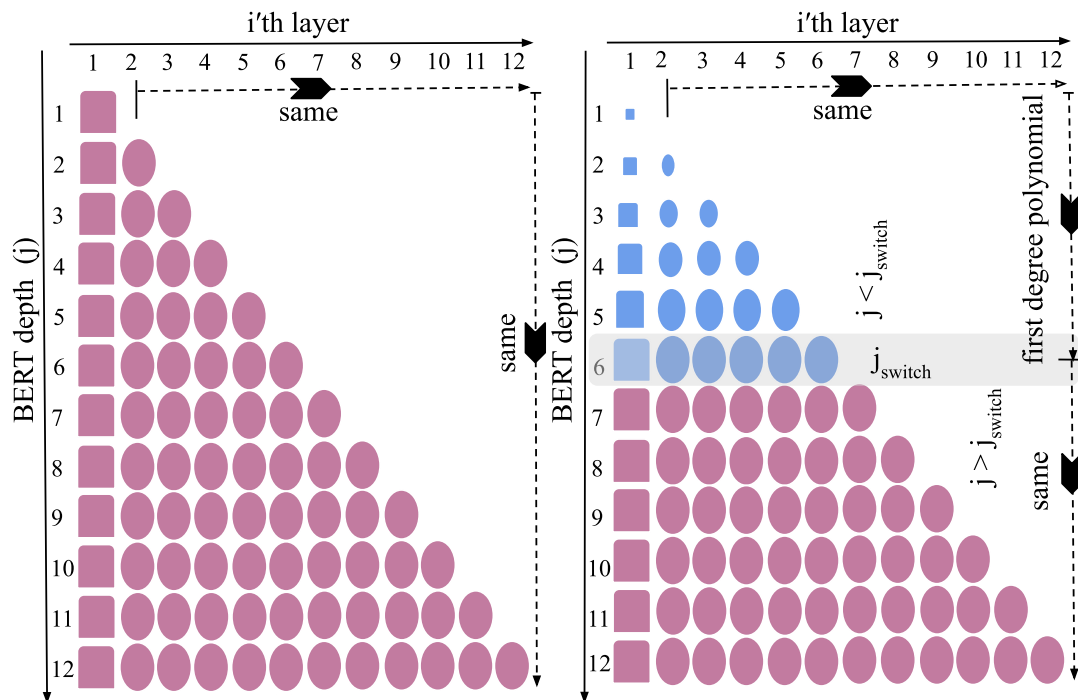 i′th layer
1 2 3 4 5 6 7 8 9 10 11 12
same
BERT depth (j)
1
2
3
4
5
6
7
8
9
10
11
12
same
i′th layer
1 2 3 4 5 6 7 8 9 10 11 12
same
BERT depth (j)
1
2
3
4
5
6
7
8
9
10
11
12
first degree polynomial
j < j_switch
j_switch
j > j_switch
same